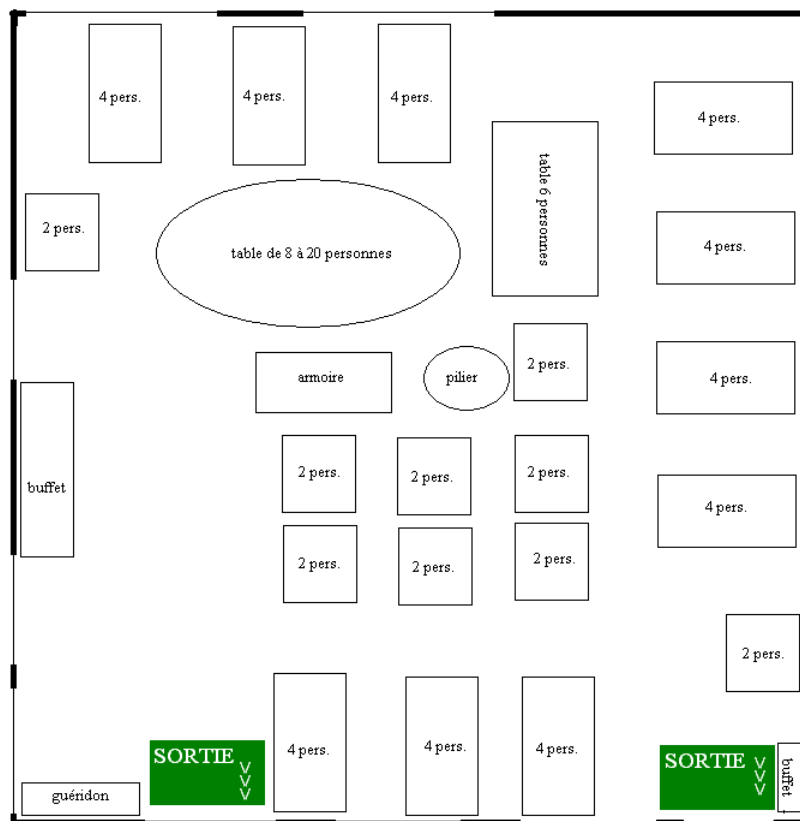 4 pers.
4 pers.
4 pers.
4 pers.
table 6 personnes
2 pers.
table de 8 à 20 personnes
4 pers.
armoire
pilier
2 pers.
4 pers.
buffet
2 pers.
2 pers.
2 pers.
4 pers.
2 pers.
2 pers.
2 pers.
2 pers.
4 pers.
4 pers.
4 pers.
SORTIE >>>
SORTIE >>>
buffet
guéridon